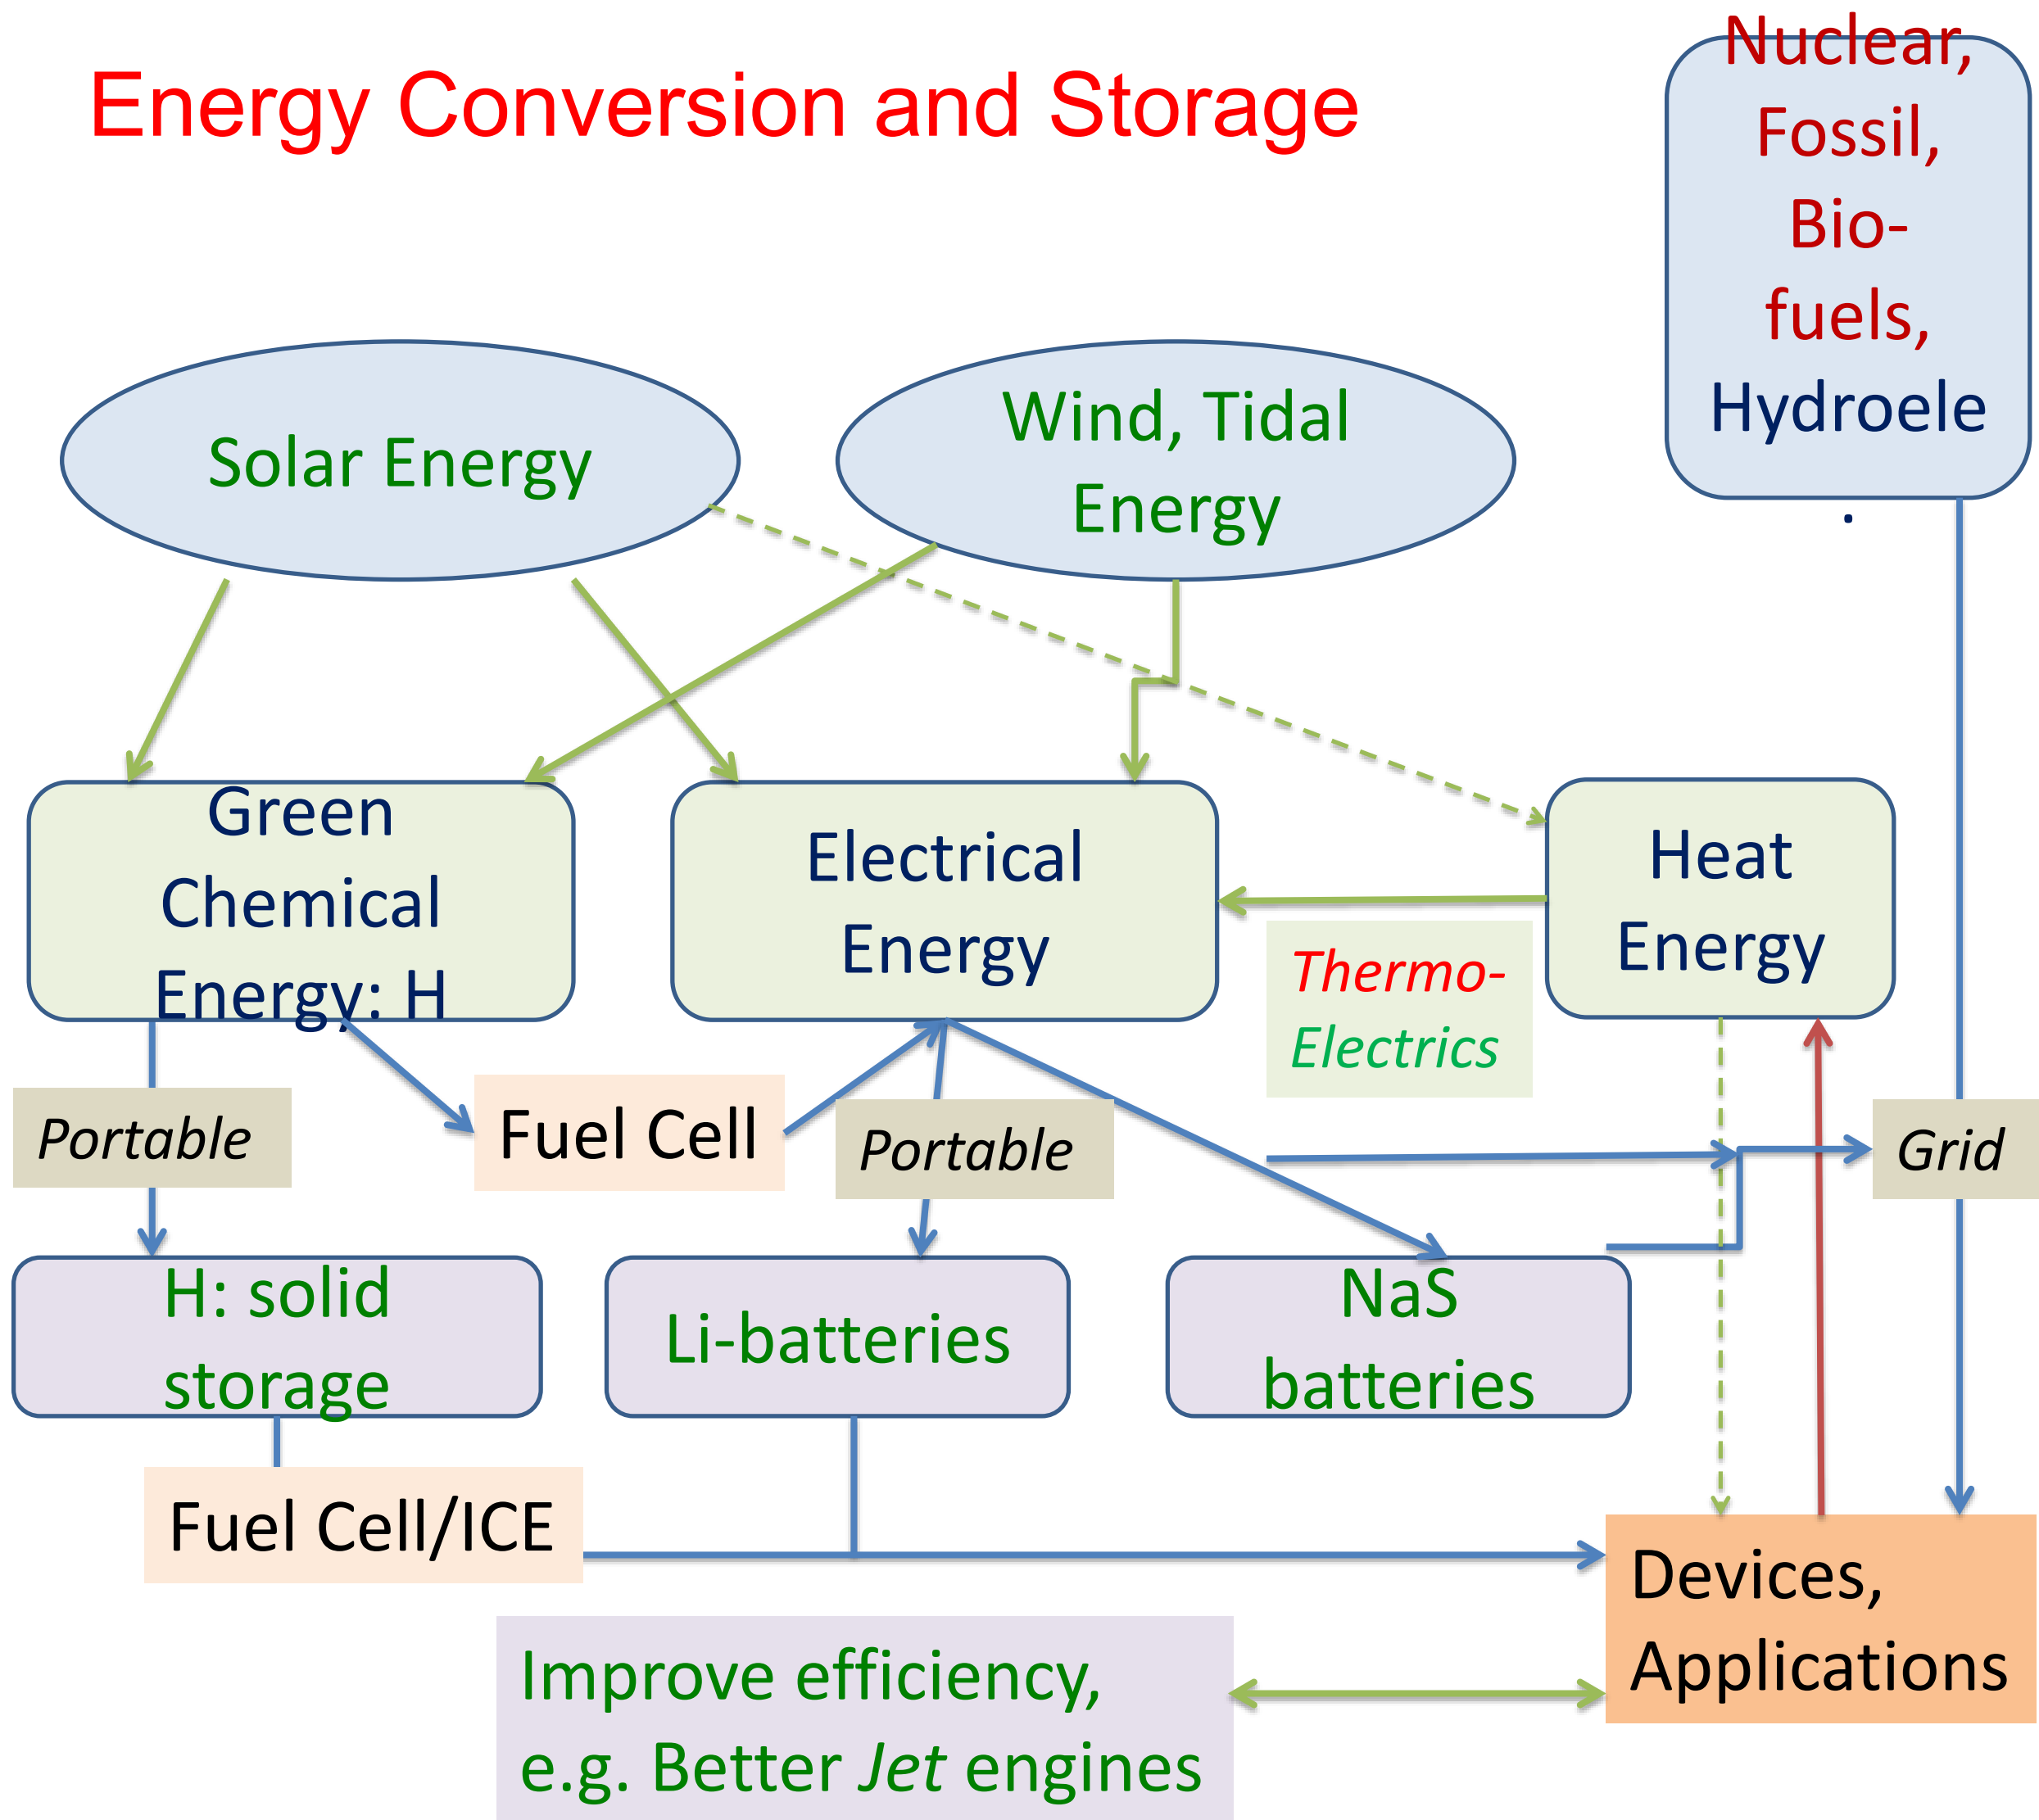 Energy Conversion and Storage
Nuclear,
Fossil,
Bio-
fuels,
Hydroele
.
Solar Energy
Wind, Tidal
Energy
Green
Chemical
Energy: H
Electrical
Energy
Heat
Energy
Thermo-
Electrics
Portable
Fuel Cell
Portable
Grid
H: solid
storage
Li-batteries
NaS
batteries
Fuel Cell/ICE
Devices,
Applications
Improve efficiency,
e.g. Better Jet engines